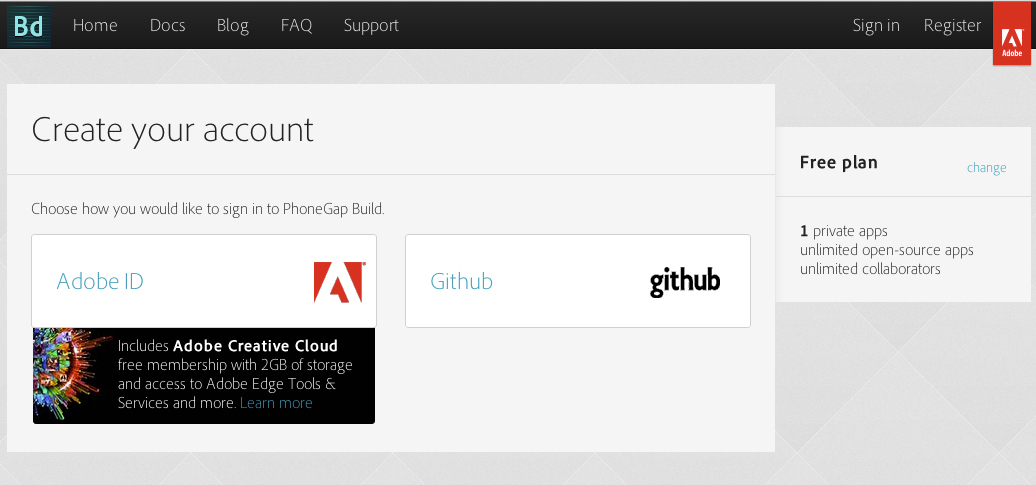 Bd Home Docs Blog FAQ Support Sign in Register
Adobe
Create your account
Choose how you would like to sign in to PhoneGap Build.
Adobe ID
Github
github
Includes Adobe Creative Cloud
free membership with 2GB of storage
and access to Adobe Edge Tools &
Services and more. Learn more
Free plan change
1 private apps
unlimited open-source apps
unlimited collaborators